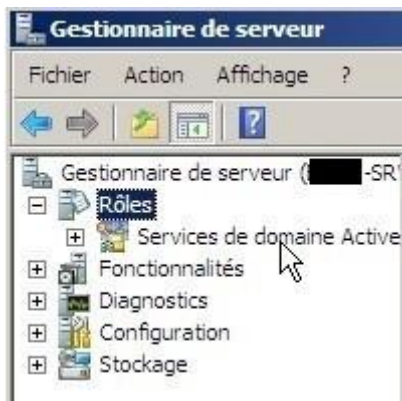 Gestionnaire de serveur
Fichier Action Affichage ?
Gestionnaire de serveur ( -SR
Rôles
Services de domaine Active
Fonctionnalités
Diagnostics
Configuration
Stockage